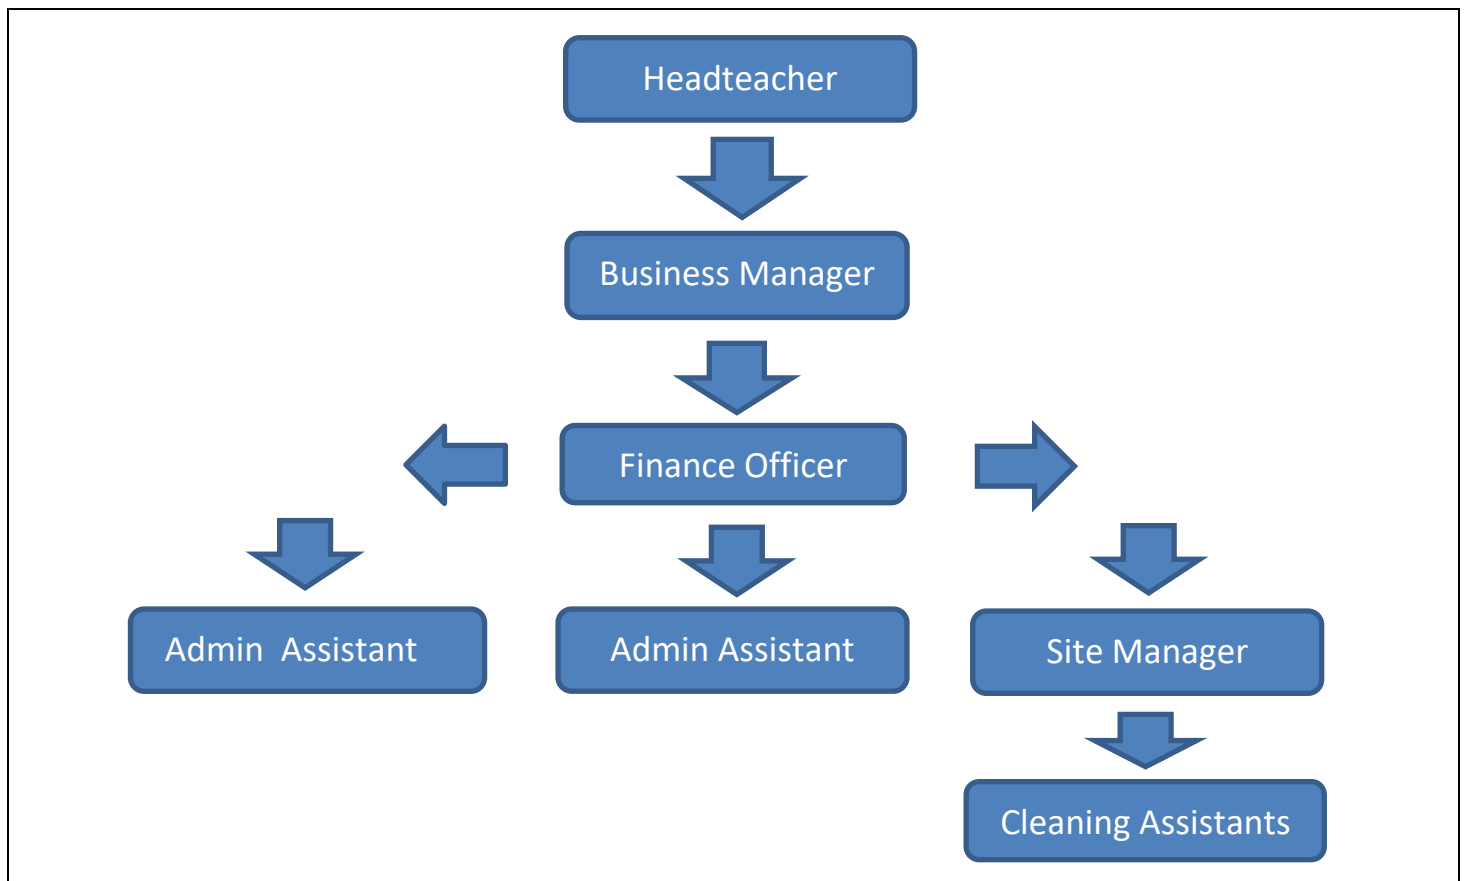 Headteacher
Business Manager
Finance Officer
Admin  Assistant
Admin Assistant
Site Manager
Cleaning Assistants